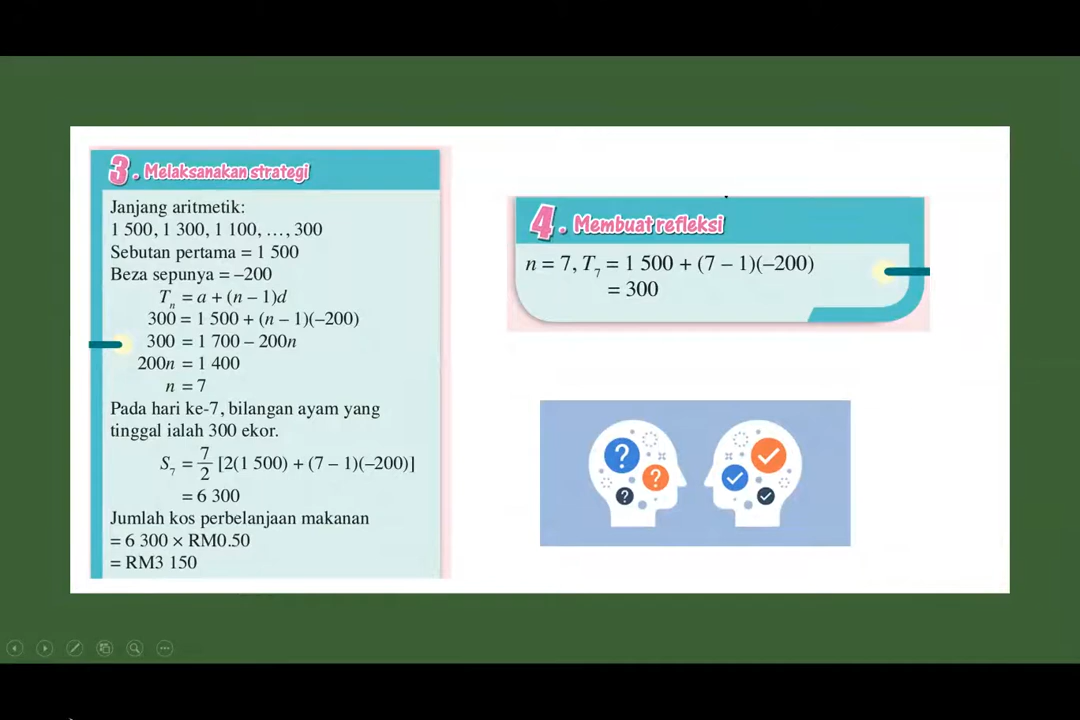 3. Melaksanakan strategi
Janjang aritmetik:
1 500, 1 300, 1 100, …, 300
Sebutan pertama = 1 500
Beza sepunya = –200
Tₙ = a + (n – 1)d
300 = 1 500 + (n – 1)(–200)
300 = 1 700 – 200n
200n = 1 400
n = 7
Pada hari ke-7, bilangan ayam yang
tinggal ialah 300 ekor.
S₇ = 7/2 [2(1 500) + (7 – 1)(–200)]
= 6 300
Jumlah kos perbelanjaan makanan
= 6 300 × RM0.50
= RM3 150
4. Membuat refleksi
n = 7, T₇ = 1 500 + (7 – 1)(–200)
= 300
? ? ?